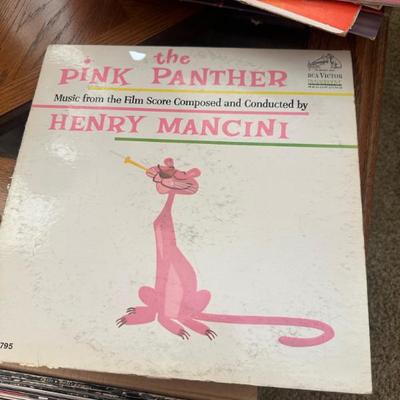 the
PINK PANTHER
RCA VICTOR
Music from the Film Score Composed and Conducted by
HENRY MANCINI
795